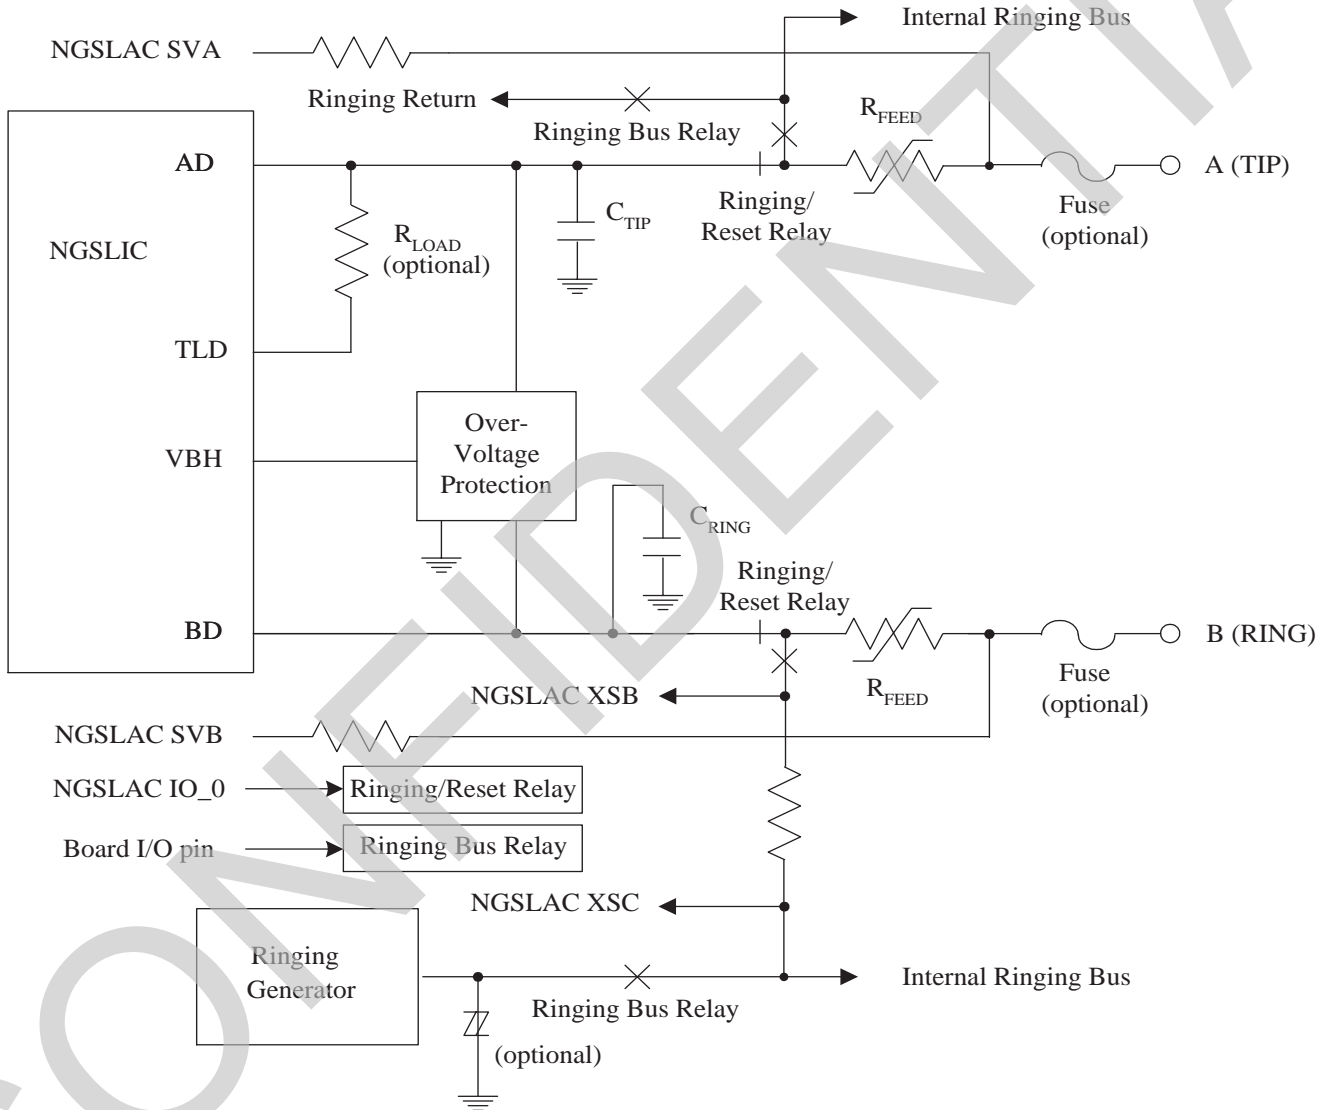 Internal Ringing Bus
NGSLAC SVA
Ringing Return
Ringing Bus Relay
R_FEED
AD
A (TIP)
Ringing/
Reset Relay
Fuse
(optional)
C_TIP
R_LOAD
(optional)
NGSLIC
TLD
Over-
Voltage
Protection
VBH
C_RING
Ringing/
Reset Relay
BD
B (RING)
R_FEED
Fuse
(optional)
NGSLAC XSB
NGSLAC SVB
NGSLAC IO_0
Ringing/Reset Relay
Board I/O pin
Ringing Bus Relay
NGSLAC XSC
Ringing
Generator
Internal Ringing Bus
Ringing Bus Relay
(optional)
ONFIDENTIA